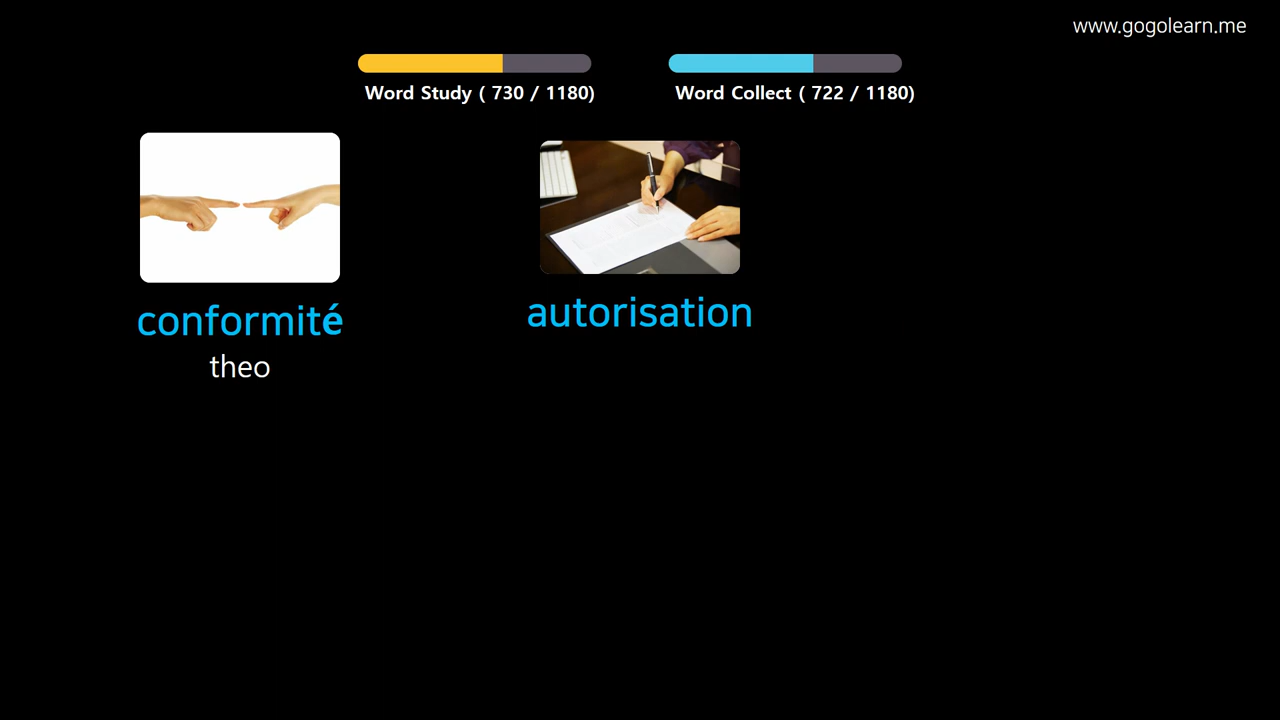 www.gogolearn.me
Word Study ( 730 / 1180)
Word Collect ( 722 / 1180)
conformité
theo
autorisation